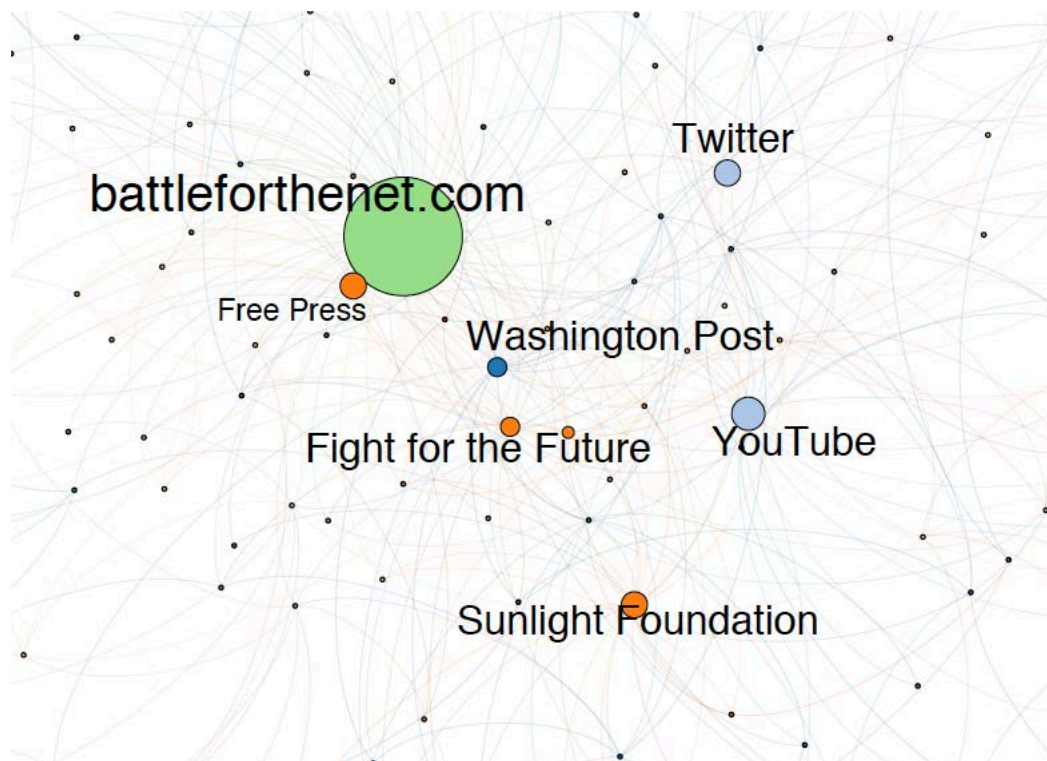 Twitter
battleforthenet.com
Free Press
Washington Post
Fight for the Future
YouTube
Sunlight Foundation